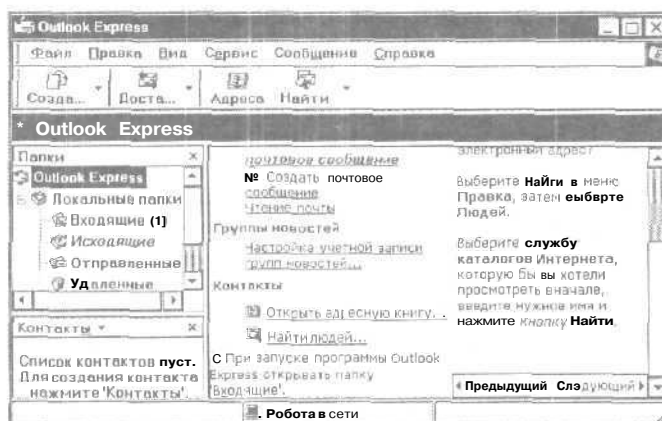 Outlook Express
Файл Правка Вид Сервис Сообщение Справка
Созда... Доста... Адреса Найти
* Outlook Express
Папки
Outlook Express
Локальные папки
Входящие (1)
Исходящие
Отправленные
Удаленные
Контакты
Список контактов пуст.
Для создания контакта
нажмите 'Контакты'.
почтовое сообщение
№ Создать почтовое
сообщение
Чтение почты
Группы новостей
Настройка учетной записи
групп новостей...
Контакты
Открыть адресную книгу. .
Найти людей...
С При запуске программы Outlook
Express открывать папку
'Входящие'.
электронный адрес?
Выберите Найги в меню
Правка, затем еыбврте
Людей.
Выберите службу
каталогов Интернета,
которую бы вы хотели
просмотреть вначале,
введите нужное имя и
нажмите кнопку Найти
Предыдущий Слэдующий
. Робота в сети